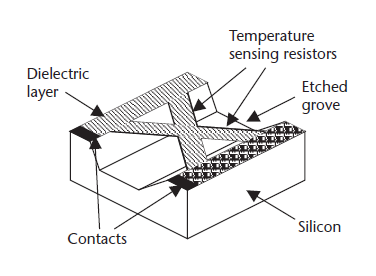 Temperature
sensing resistors
Dielectric
layer
Etched
grove
Silicon
Contacts